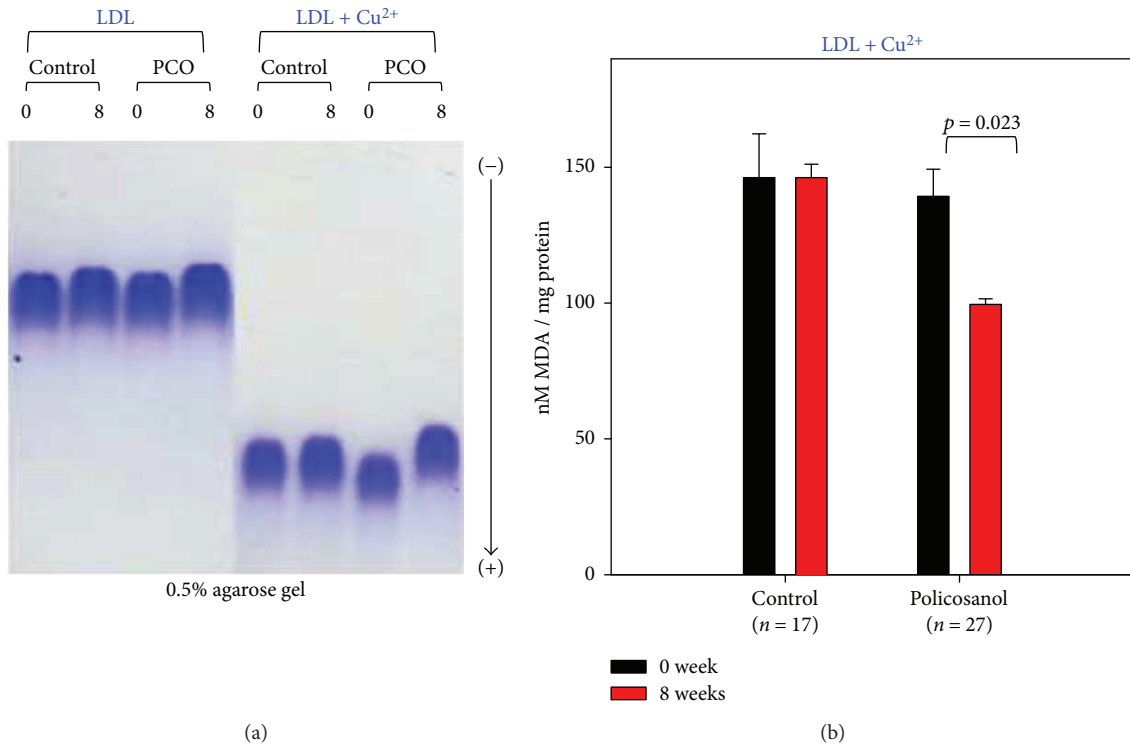 LDL
LDL + Cu²⁺
Control
PCO
Control
PCO
0
8
0
8
0
8
0
8
(−)
(+)
0.5% agarose gel
(a)
LDL + Cu²⁺
p = 0.023
nM MDA / mg protein
150
100
50
0
Control
(n = 17)
Policosanol
(n = 27)
0 week
8 weeks
(b)